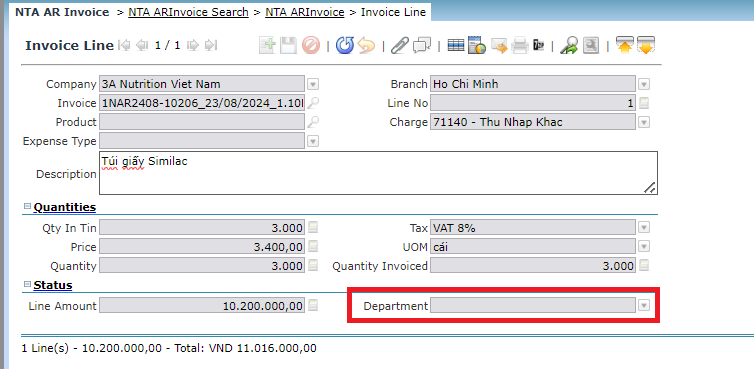 NTA AR Invoice > NTA ARInvoice Search > NTA ARInvoice > Invoice Line
Invoice Line 1 / 1
Company 3A Nutrition Viet Nam Branch Ho Chi Minh
Invoice 1NAR2408-10206_23/08/2024_1.10 Line No 1
Product Charge 71140 - Thu Nhap Khac
Expense Type
Description Túi giấy Similac
Quantities
Qty In Tin 3.000 Tax VAT 8%
Price 3.400,00 UOM cái
Quantity 3.000 Quantity Invoiced 3.000
Status
Line Amount 10.200.000,00 Department
1 Line(s) - 10.200.000,00 - Total: VND 11.016.000,00